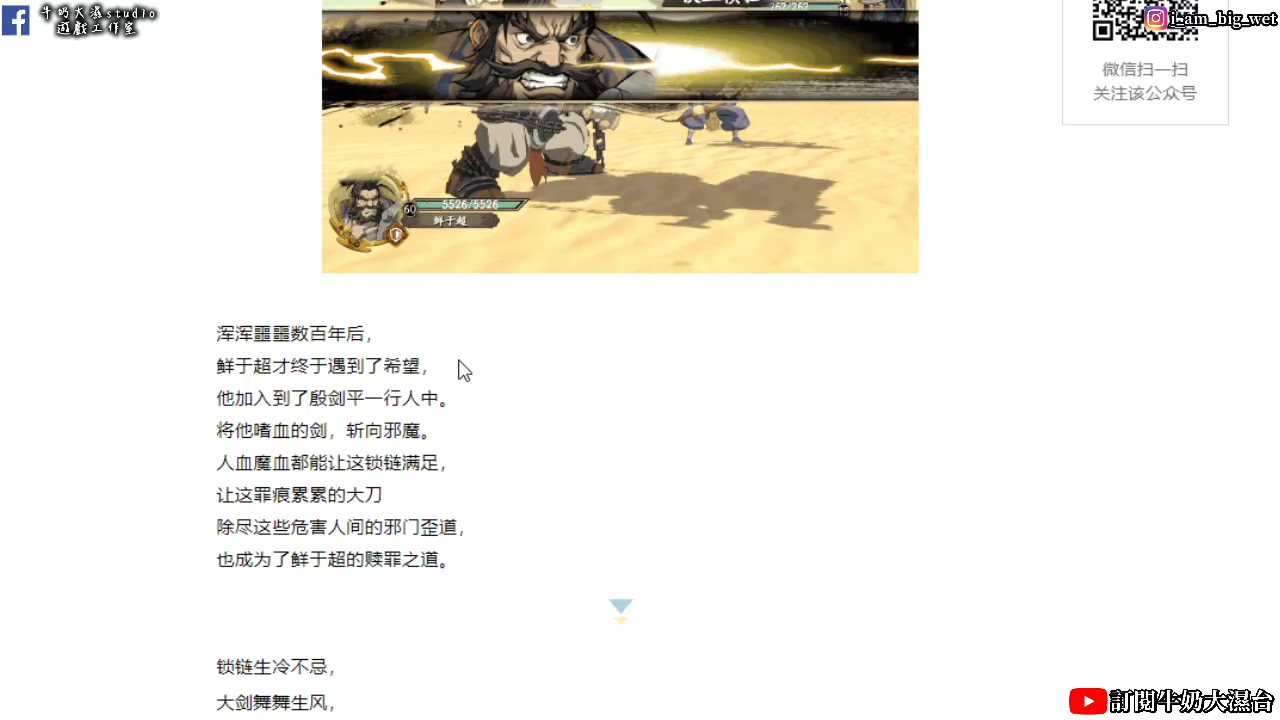 牛奶大濕studio
遊戲工作室
262/262
i_am_big_wet
微信扫一扫
关注该公众号
60
5526/5526
鲜于超
浑浑噩噩数百年后，
鲜于超才终于遇到了希望，
他加入到了殷剑平一行人中。
将他嗜血的剑，斩向邪魔。
人血魔血都能让这锁链满足，
让这罪痕累累的大刀
除尽这些危害人间的邪门歪道，
也成为了鲜于超的赎罪之道。
锁链生冷不忌，
大剑舞舞生风，
訂閱牛奶大濕台